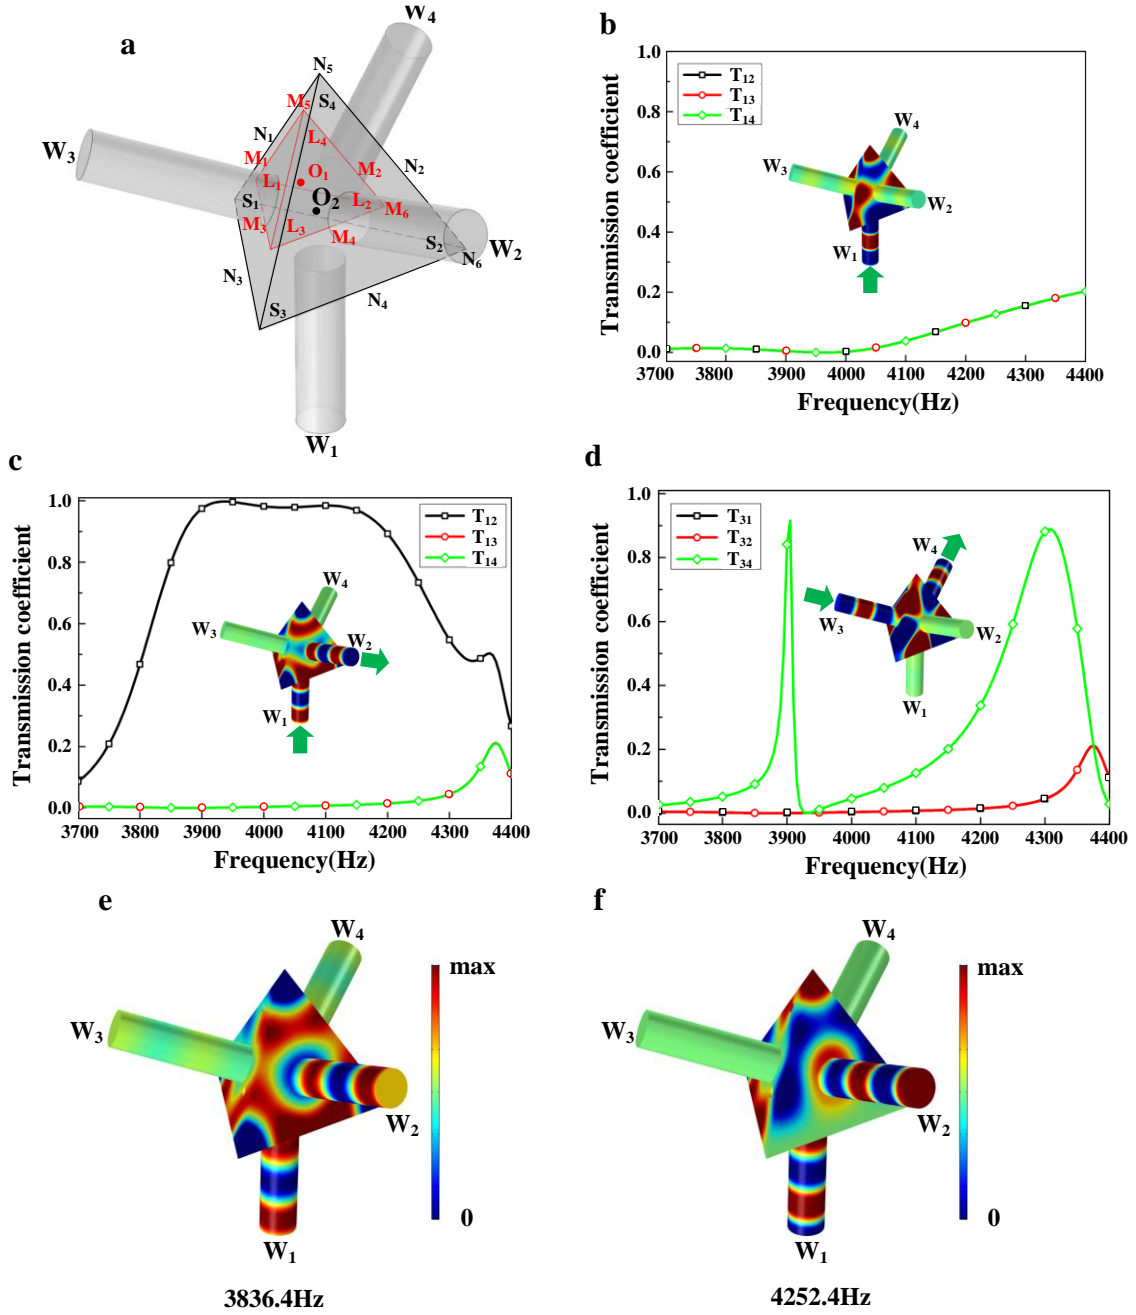 a
W4
N5
M5
S4
N1
L4
M1
M2
N2
W3
L1
O1
S1
O2
L2
M6
M3
L3
M4
S2
W2
N6
N3
N4
S3
W1
b
1.0
0.8
0.6
0.4
0.2
0.0
Transmission coefficient
T12
T13
T14
W4
W3
W2
W1
3700 3800 3900 4000 4100 4200 4300 4400
Frequency(Hz)
c
1.0
0.8
0.6
0.4
0.2
0.0
Transmission coefficient
T12
T13
T14
W4
W3
W2
W1
3700 3800 3900 4000 4100 4200 4300 4400
Frequency(Hz)
d
1.0
0.8
0.6
0.4
0.2
0.0
Transmission coefficient
T31
T32
T34
W4
W3
W2
W1
3700 3800 3900 4000 4100 4200 4300 4400
Frequency(Hz)
e
W4
max
W3
W2
0
W1
3836.4Hz
f
W4
max
W3
W2
0
W1
4252.4Hz